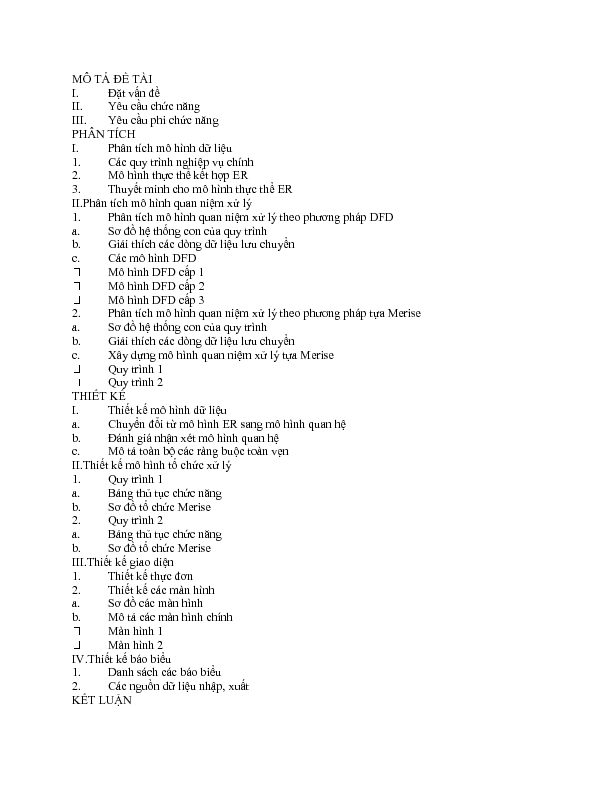 MÔ TẢ ĐỀ TÀI
I. Đặt vấn đề
II. Yêu cầu chức năng
III. Yêu cầu phi chức năng
PHÂN TÍCH
I. Phân tích mô hình dữ liệu
1. Các quy trình nghiệp vụ chính
2. Mô hình thực thể kết hợp ER
3. Thuyết minh cho mô hình thực thể ER
II.Phân tích mô hình quan niệm xử lý
1. Phân tích mô hình quan niệm xử lý theo phương pháp DFD
a. Sơ đồ hệ thống con của quy trình
b. Giải thích các dòng dữ liệu lưu chuyển
c. Các mô hình DFD
Mô hình DFD cấp 1
Mô hình DFD cấp 2
Mô hình DFD cấp 3
2. Phân tích mô hình quan niệm xử lý theo phương pháp tựa Merise
a. Sơ đồ hệ thống con của quy trình
b. Giải thích các dòng dữ liệu lưu chuyển
c. Xây dựng mô hình quan niệm xử lý tựa Merise
Quy trình 1
Quy trình 2
THIẾT KẾ
I. Thiết kế mô hình dữ liệu
a. Chuyển đổi từ mô hình ER sang mô hình quan hệ
b. Đánh giá nhận xét mô hình quan hệ
c. Mô tả toàn bộ các ràng buộc toàn vẹn
II.Thiết kế mô hình tổ chức xử lý
1. Quy trình 1
a. Bảng thủ tục chức năng
b. Sơ đồ tổ chức Merise
2. Quy trình 2
a. Bảng thủ tục chức năng
b. Sơ đồ tổ chức Merise
III.Thiết kế giao diện
1. Thiết kế thực đơn
2. Thiết kế các màn hình
a. Sơ đồ các màn hình
b. Mô tả các màn hình chính
Màn hình 1
Màn hình 2
IV.Thiết kế báo biểu
1. Danh sách các báo biểu
2. Các nguồn dữ liệu nhập, xuất
KẾT LUẬN